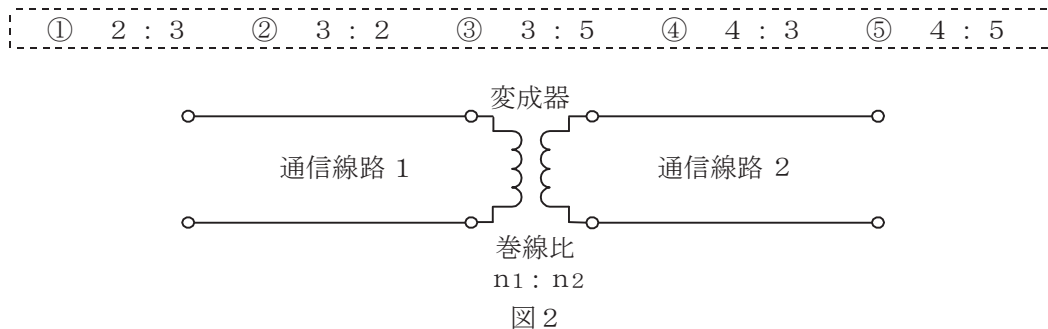 ① 2 : 3 ② 3 : 2 ③ 3 : 5 ④ 4 : 3 ⑤ 4 : 5
変成器
通信線路 1 通信線路 2
巻線比
n1 : n2
図2